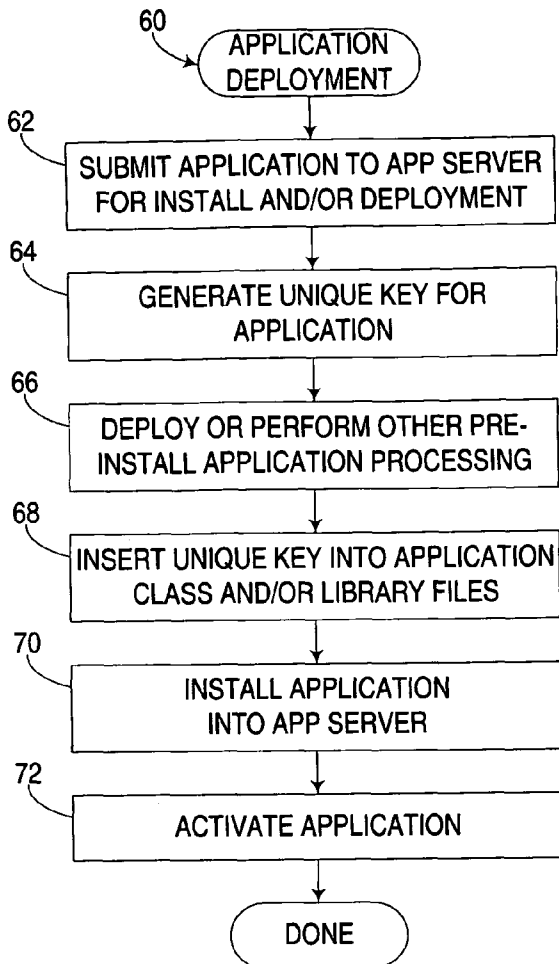 60
APPLICATION
DEPLOYMENT
62
SUBMIT APPLICATION TO APP SERVER
FOR INSTALL AND/OR DEPLOYMENT
64
GENERATE UNIQUE KEY FOR
APPLICATION
66
DEPLOY OR PERFORM OTHER PRE-
INSTALL APPLICATION PROCESSING
68
INSERT UNIQUE KEY INTO APPLICATION
CLASS AND/OR LIBRARY FILES
70
INSTALL APPLICATION
INTO APP SERVER
72
ACTIVATE APPLICATION
DONE